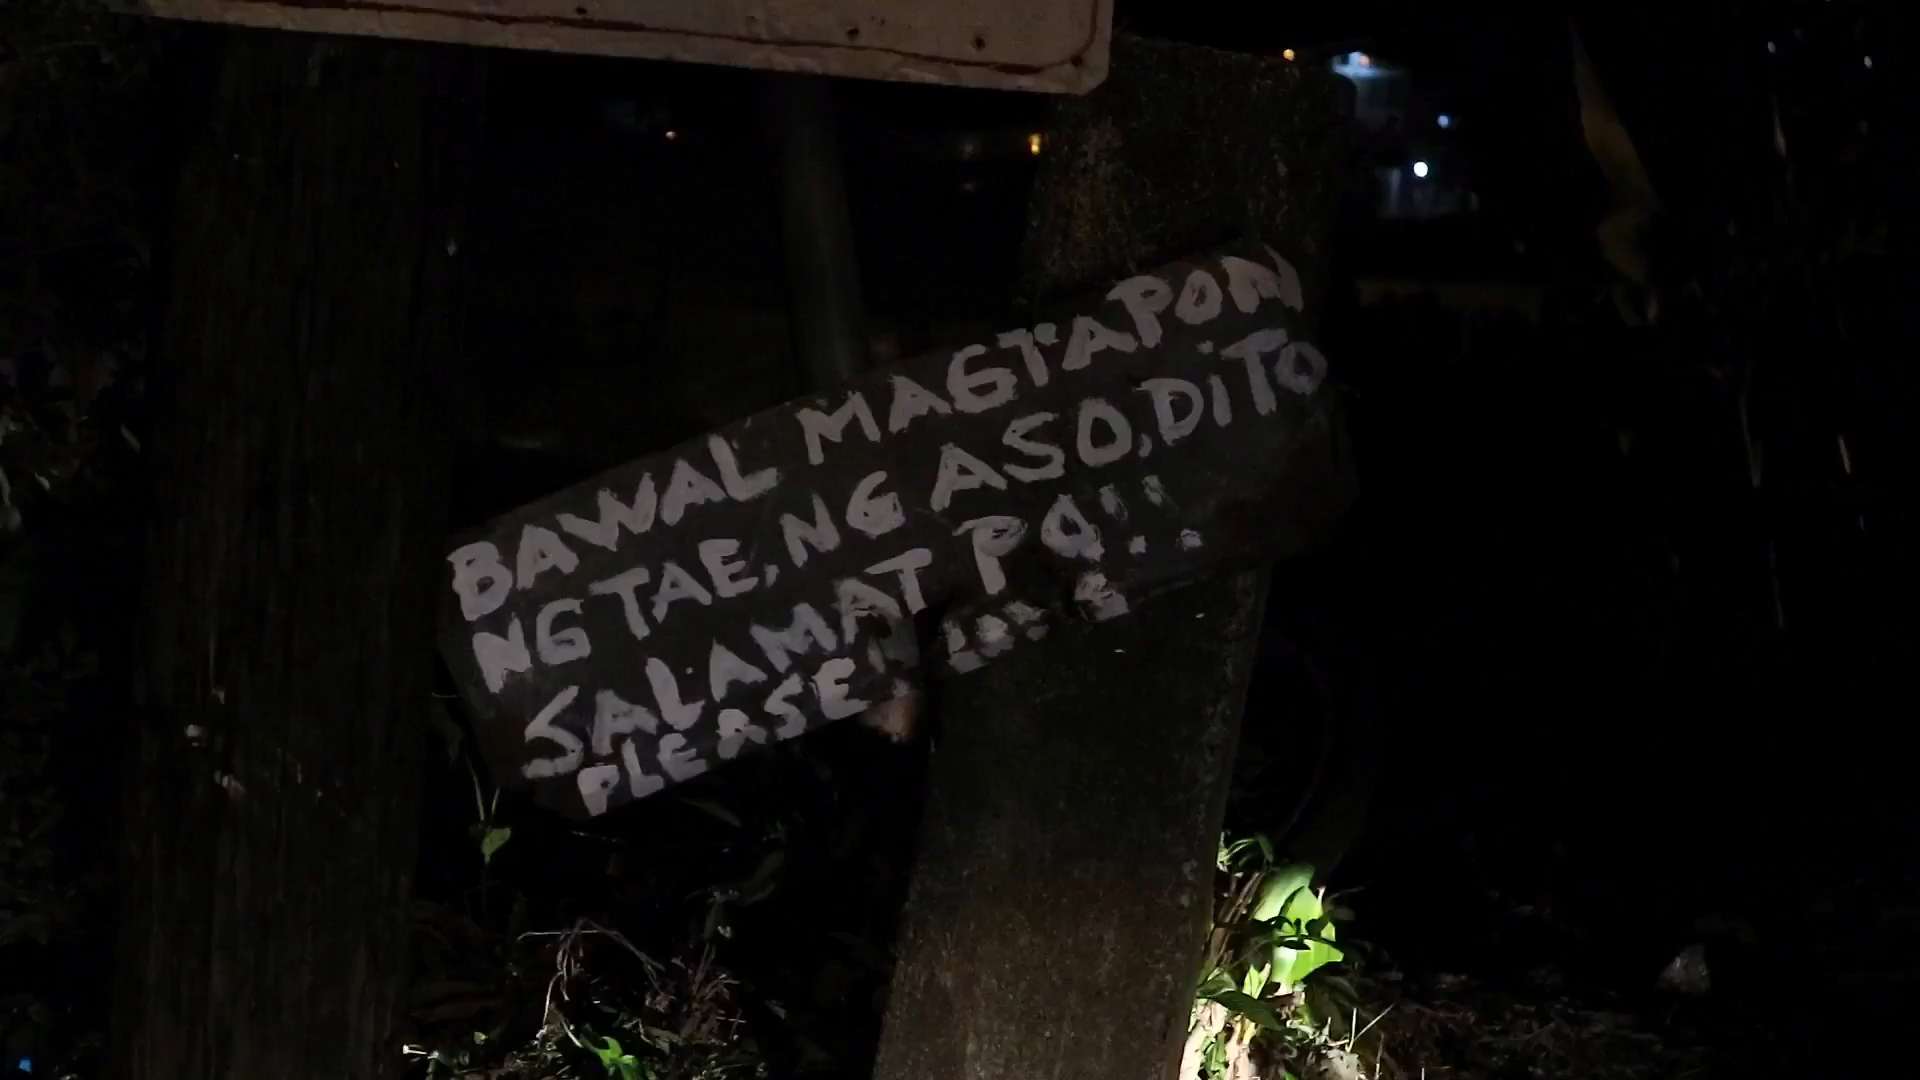 BAWAL MAGTAPON
NG TAE, NG ASO, DITO
SALAMAT PO!!
PLEASE